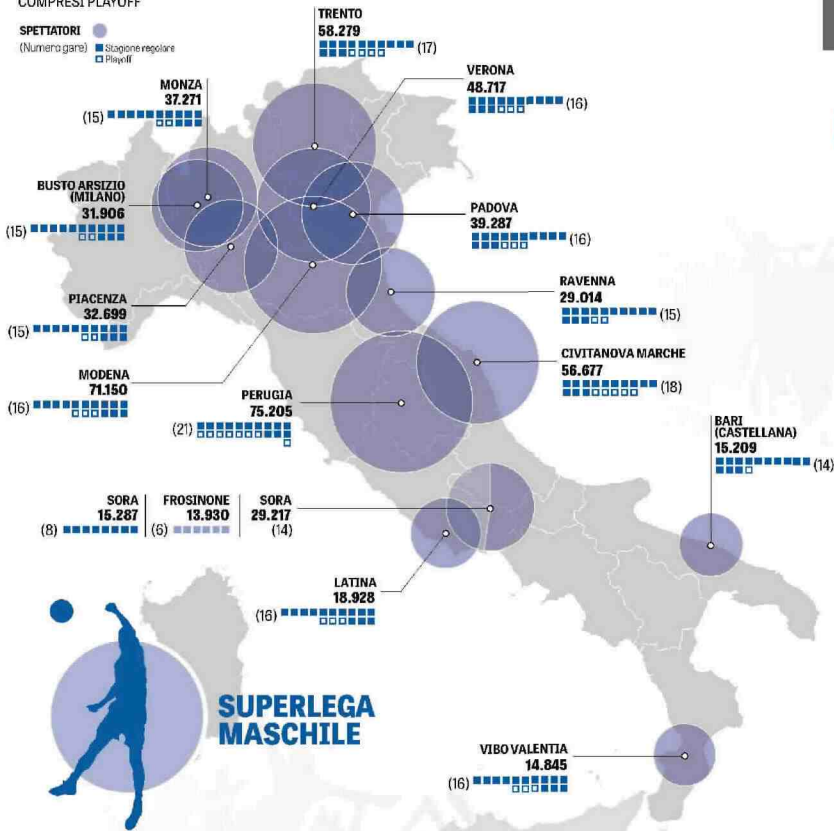 COMPRESI PLAYOFF
SPETTATORI
(Numero gare)
Stagione regolare
Playoff
TRENTO
58.279
(17)
MONZA
37.271
(15)
VERONA
48.717
(16)
BUSTO ARSIZIO
(MILANO)
31.906
(15)
PADOVA
39.287
(16)
PIACENZA
32.699
(15)
RAVENNA
29.014
(15)
MODENA
71.150
(16)
CIVITANOVA MARCHE
56.677
(18)
PERUGIA
75.205
(21)
BARI
(CASTELLANA)
15.209
(14)
SORA
15.287
(8)
FROSINONE
13.930
(6)
SORA
29.217
(14)
LATINA
18.928
(16)
SUPERLEGA
MASCHILE
VIBO VALENTIA
14.845
(16)